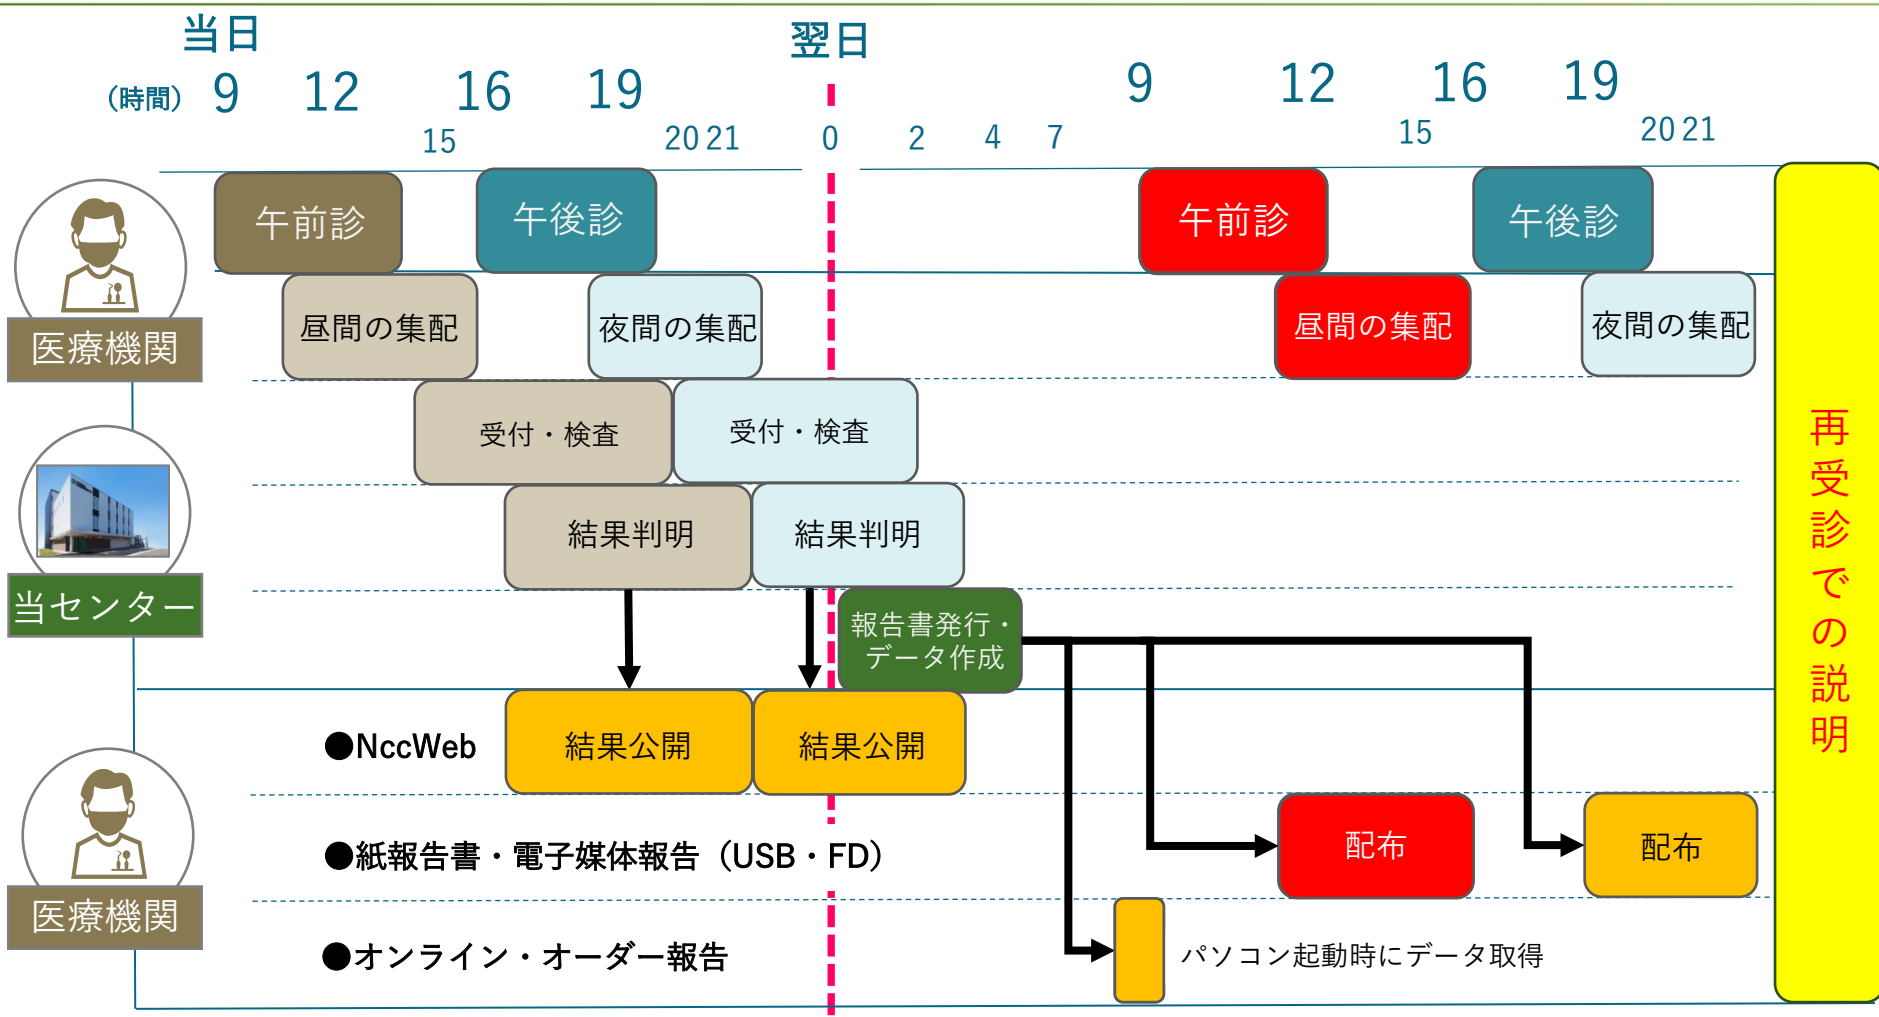 当日
翌日
(時間) 9 12 16 19 9 12 16 19
15 20 21 0 2 4 7 15 20 21
午前診 午後診 午前診 午後診
医療機関
昼間の集配 夜間の集配 昼間の集配 夜間の集配
受付・検査 受付・検査
結果判明 結果判明
当センター
報告書発行・
データ作成
●NccWeb 結果公開 結果公開
●紙報告書・電子媒体報告（USB・FD） 配布 配布
医療機関
●オンライン・オーダー報告 パソコン起動時にデータ取得
再受診での説明